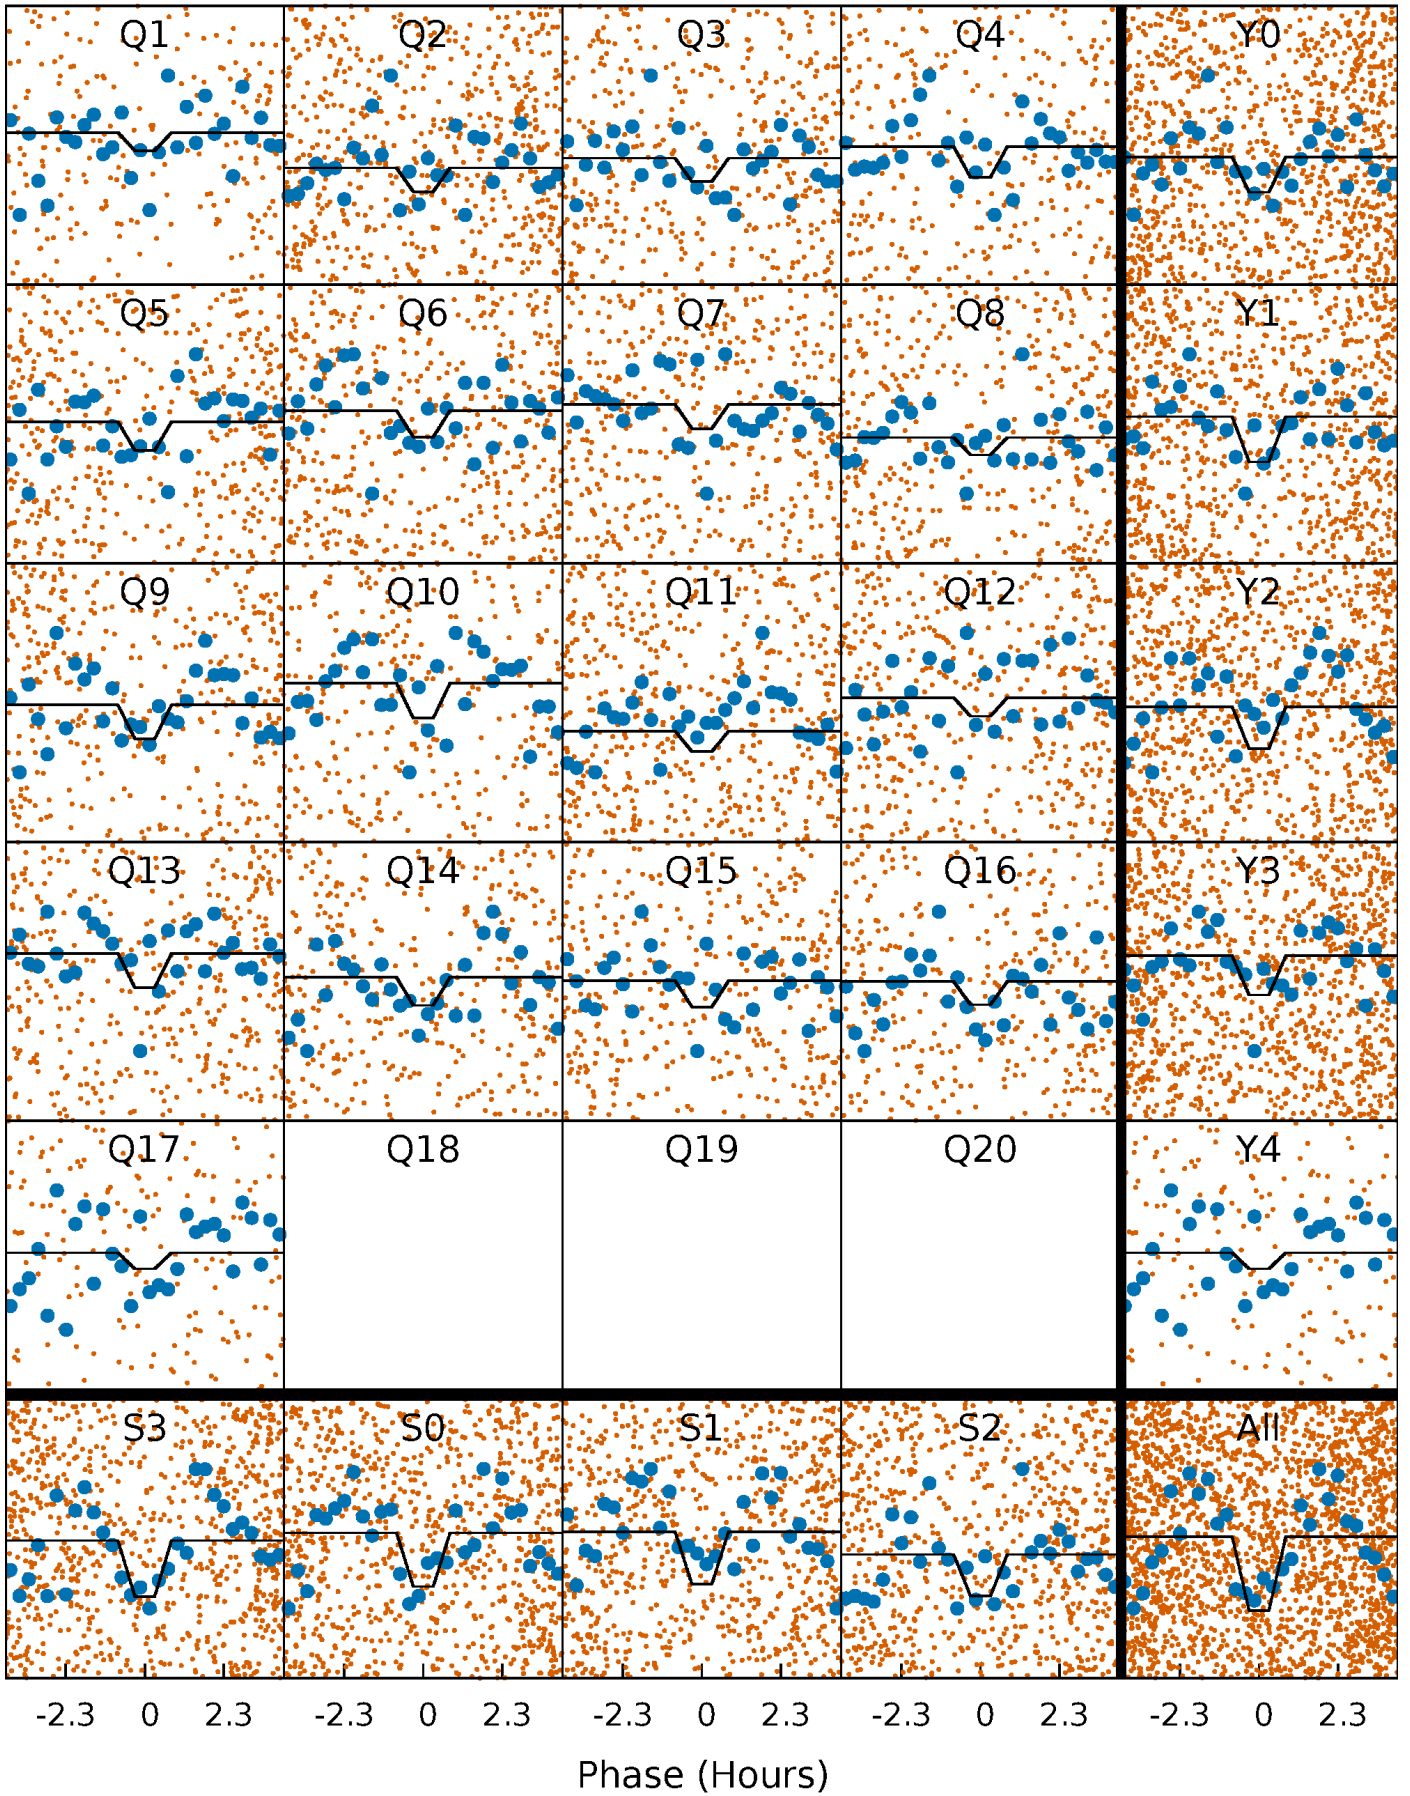 Q1 Q2 Q3 Q4 Y0
Q5 Q6 Q7 Q8 Y1
Q9 Q10 Q11 Q12 Y2
Q13 Q14 Q15 Q16 Y3
Q17 Q18 Q19 Q20 Y4
S3 S0 S1 S2 All
-2.3 0 2.3 -2.3 0 2.3 -2.3 0 2.3 -2.3 0 2.3 -2.3 0 2.3
Phase (Hours)